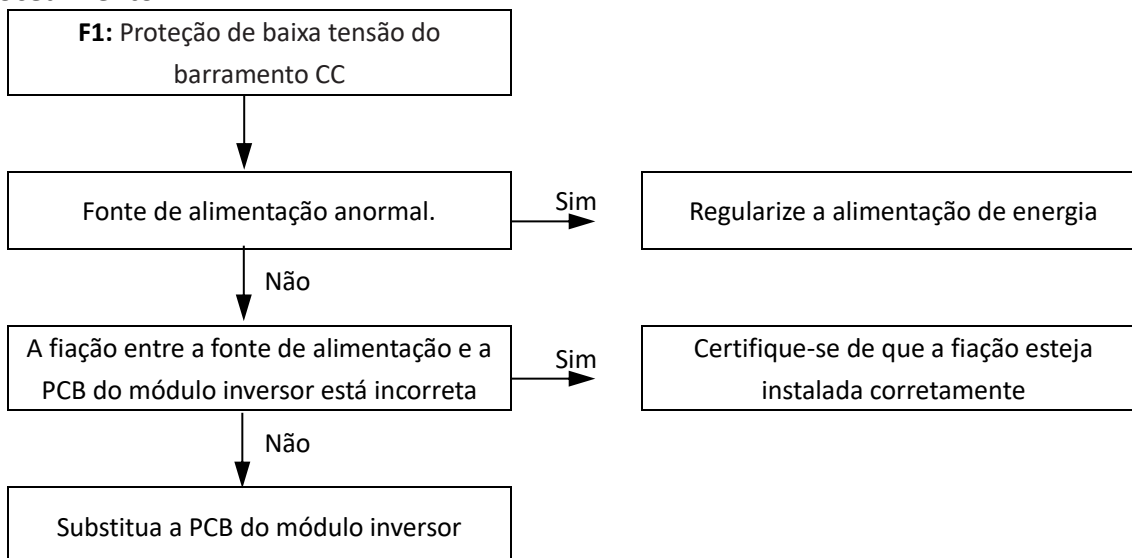 F1: Proteção de baixa tensão do
barramento CC
Fonte de alimentação anormal.
Sim
Regularize a alimentação de energia
Não
A fiação entre a fonte de alimentação e a
PCB do módulo inversor está incorreta
Sim
Certifique-se de que a fiação esteja
instalada corretamente
Não
Substitua a PCB do módulo inversor